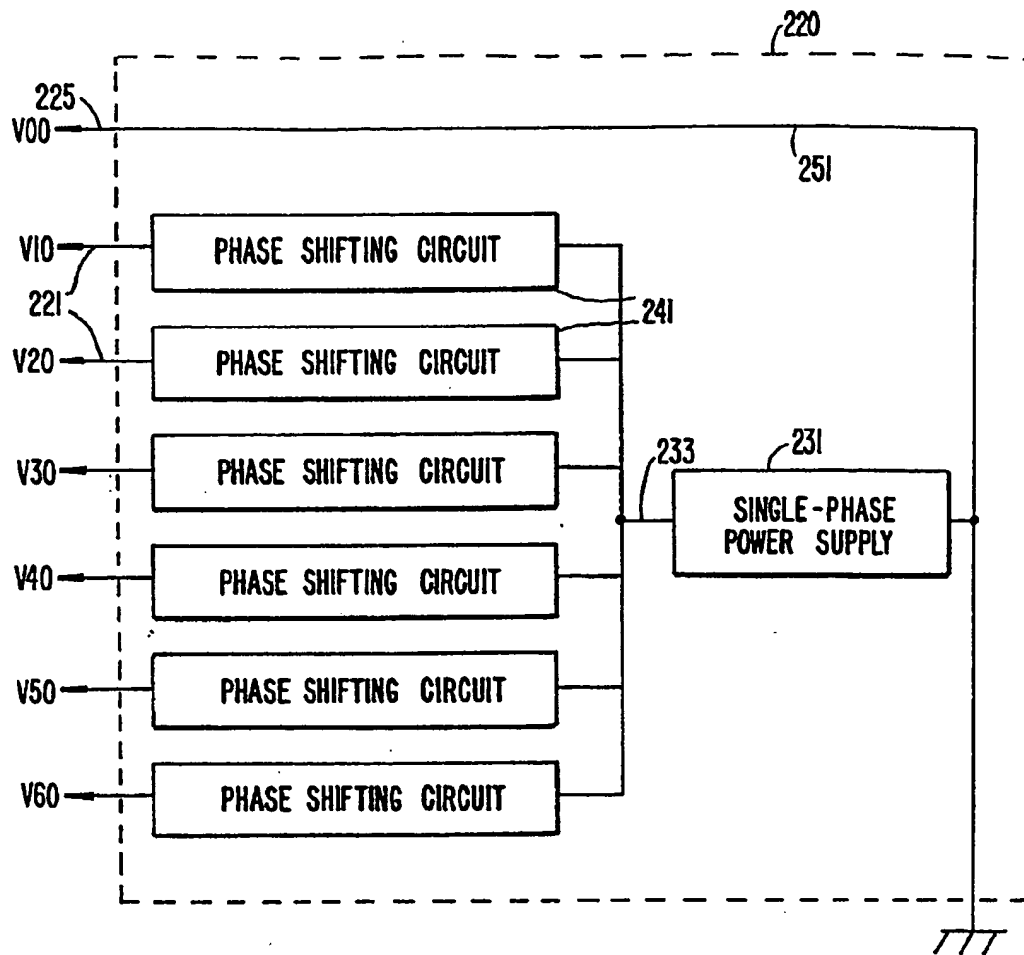 220
225
V00
251
V10
PHASE SHIFTING CIRCUIT
221
241
V20
PHASE SHIFTING CIRCUIT
V30
PHASE SHIFTING CIRCUIT
233
231
SINGLE-PHASE
POWER SUPPLY
V40
PHASE SHIFTING CIRCUIT
V50
PHASE SHIFTING CIRCUIT
V60
PHASE SHIFTING CIRCUIT